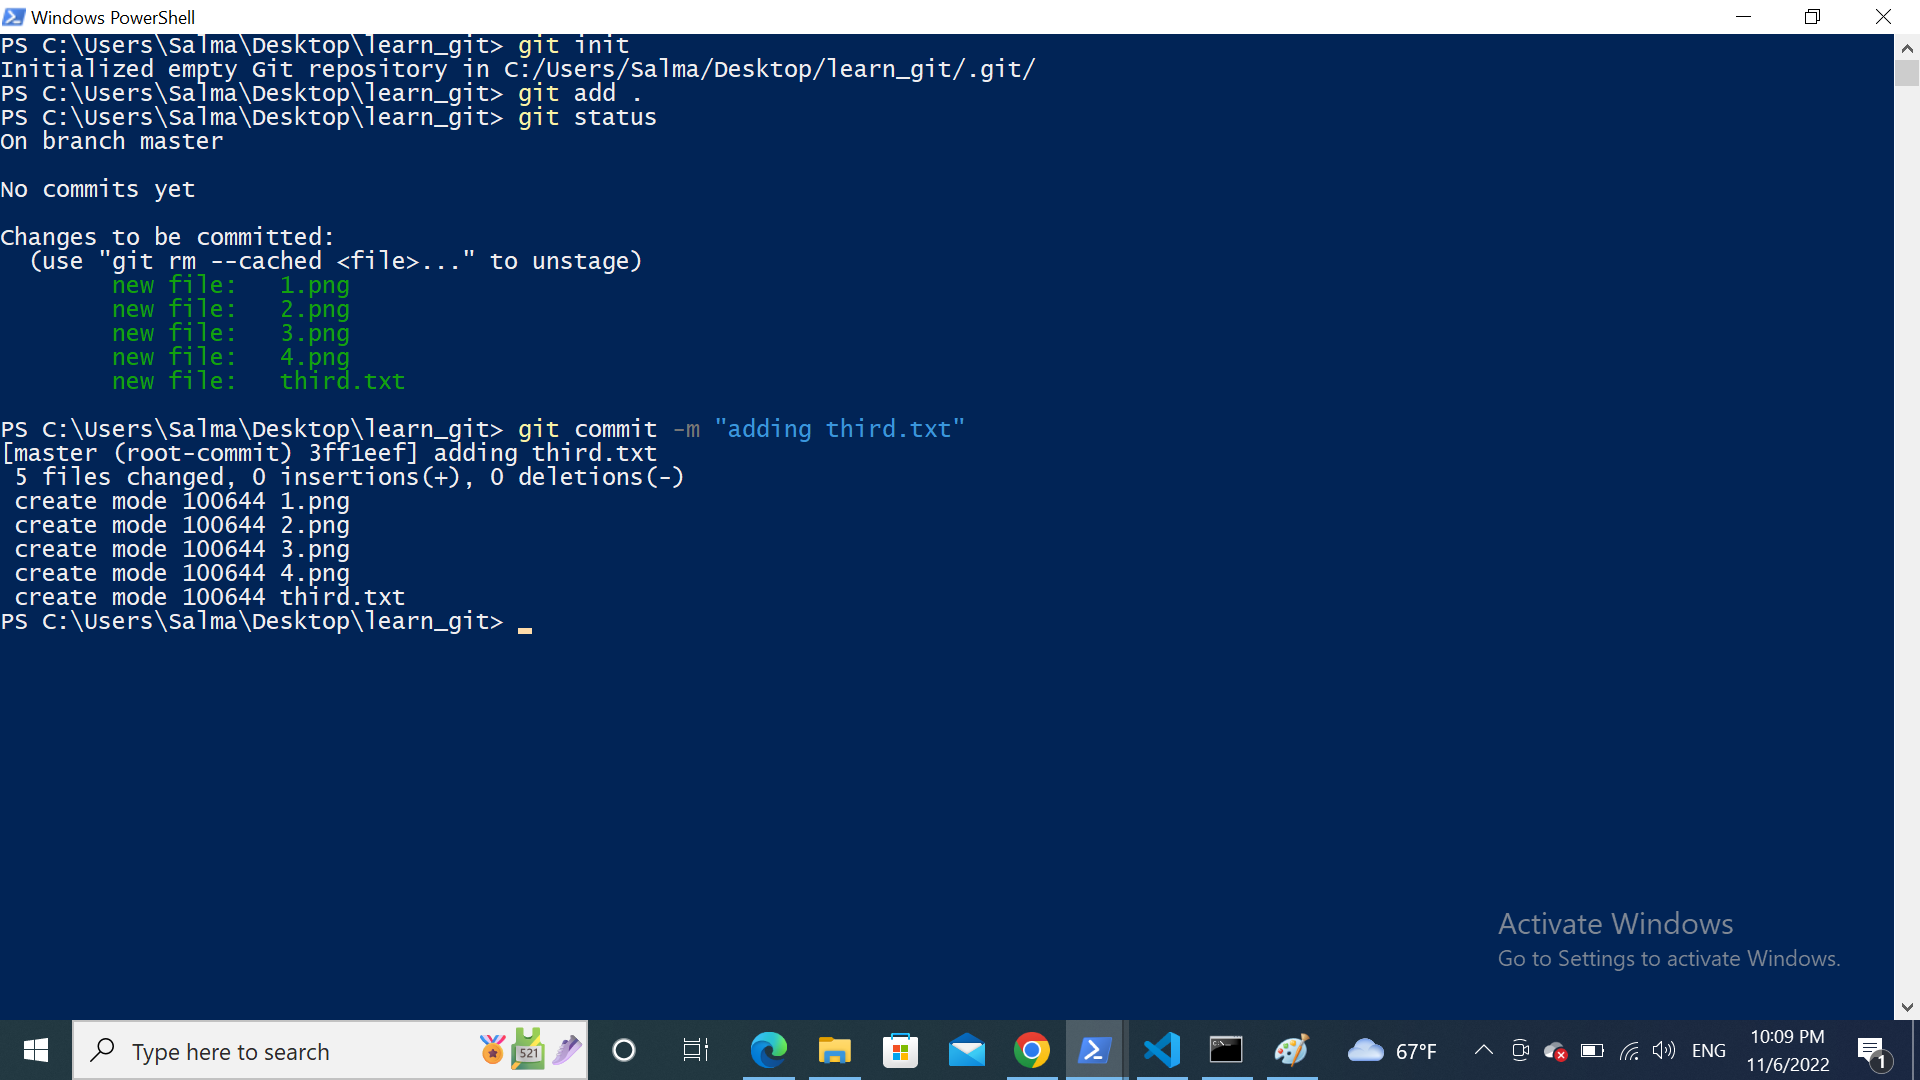 Windows PowerShell
PS C:\Users\Salma\Desktop\learn_git> git init
Initialized empty Git repository in C:/Users/Salma/Desktop/learn_git/.git/
PS C:\Users\Salma\Desktop\learn_git> git add .
PS C:\Users\Salma\Desktop\learn_git> git status
On branch master
No commits yet
Changes to be committed:
  (use "git rm --cached <file>..." to unstage)
        new file:   1.png
        new file:   2.png
        new file:   3.png
        new file:   4.png
        new file:   third.txt
PS C:\Users\Salma\Desktop\learn_git> git commit -m "adding third.txt"
[master (root-commit) 3ff1eef] adding third.txt
 5 files changed, 0 insertions(+), 0 deletions(-)
 create mode 100644 1.png
 create mode 100644 2.png
 create mode 100644 3.png
 create mode 100644 4.png
 create mode 100644 third.txt
PS C:\Users\Salma\Desktop\learn_git>
Activate Windows
Go to Settings to activate Windows.
Type here to search
521
67°F
ENG
10:09 PM
11/6/2022
1